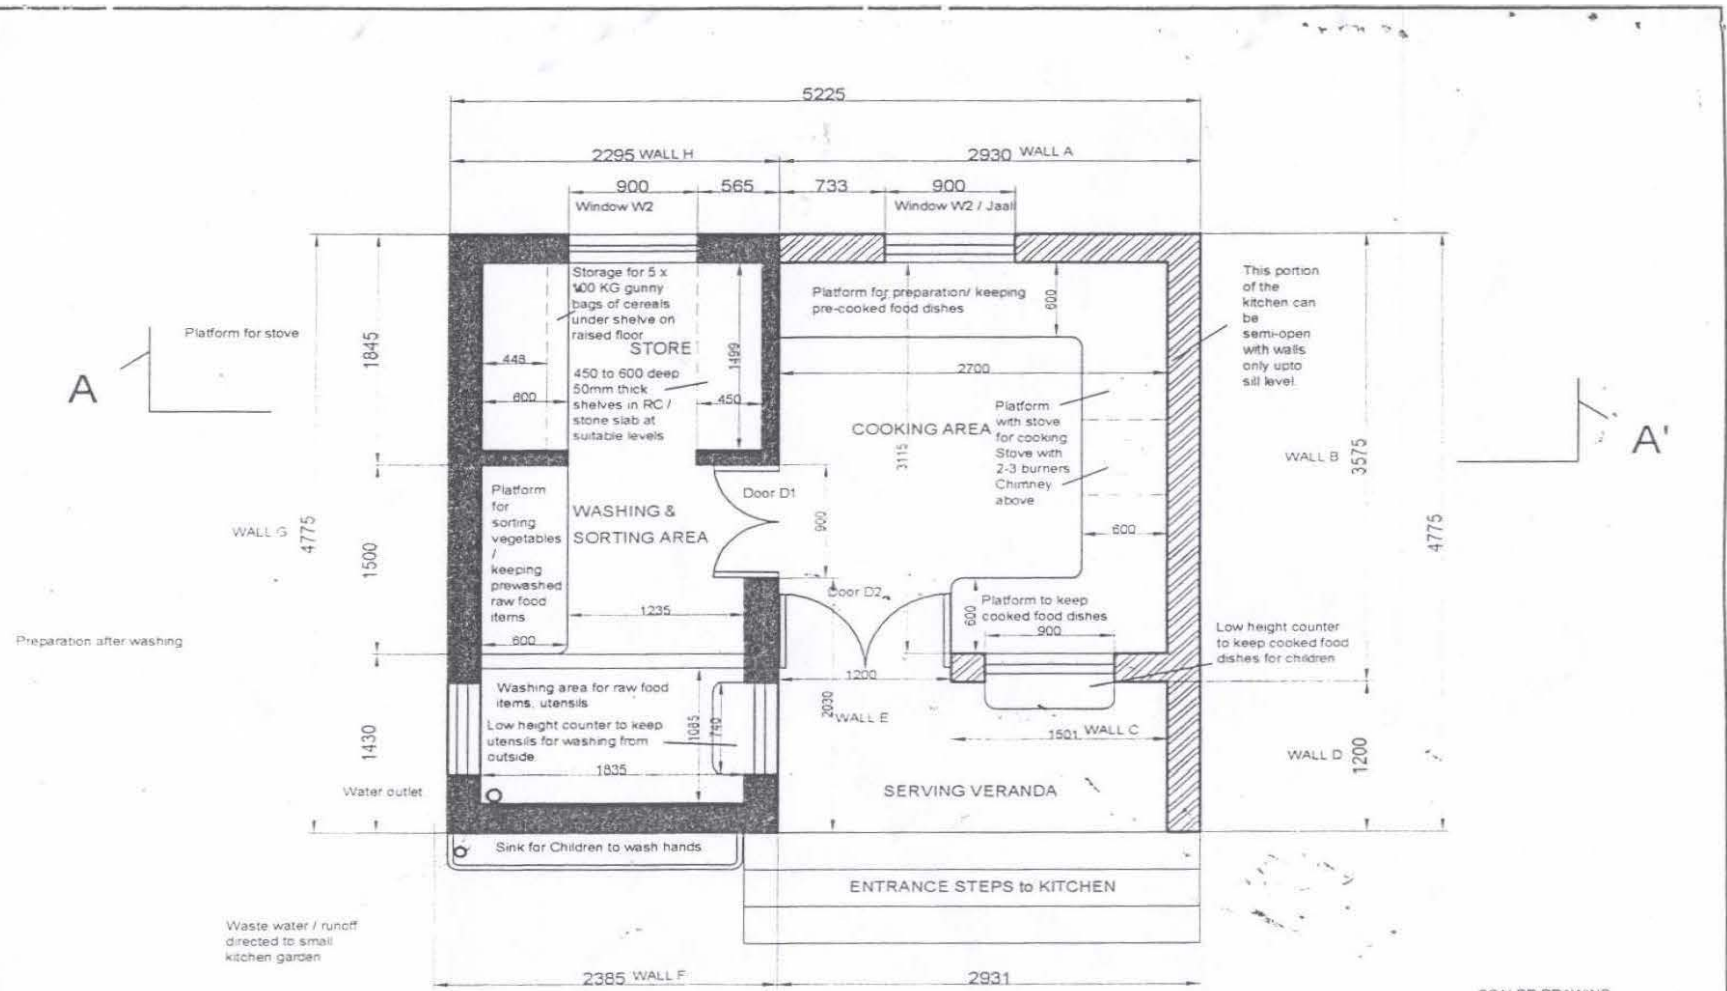 5225
2295 WALL H
2930 WALL A
900
565
733
900
Window W2
Window W2 / Jaali
Platform for stove
A
1845
Storage for 5 x
100 KG gunny
bags of cereals
under shelve on
raised floor
STORE
448
600
450 to 600 deep
50mm thick
shelves in RC /
stone slab at
suitable levels
1499
450
Platform for preparation/ keeping
pre-cooked food dishes
600
2700
COOKING AREA
3115
Platform
with stove
for cooking
Stove with
2-3 burners
Chimney
above
600
This portion
of the
kitchen can
be
semi-open
with walls
only upto
sill level.
A'
WALL B
3575
4775
WALL G
4775
1500
Platform
for
sorting
vegetables
/
keeping
prewashed
raw food
items
600
WASHING &
SORTING AREA
1235
Door D1
900
Door D2
600
Platform to keep
cooked food dishes
900
Low height counter
to keep cooked food
dishes for children
Preparation after washing
1430
Washing area for raw food
items, utensils
Low height counter to keep
utensils for washing from
outside.
1085
740
1835
1200
2030
WALL E
1501 WALL C
WALL D
1200
SERVING VERANDA
Water outlet
Sink for Children to wash hands
ENTRANCE STEPS to KITCHEN
Waste water / runoff
directed to small
kitchen garden
2385 WALL F
2931